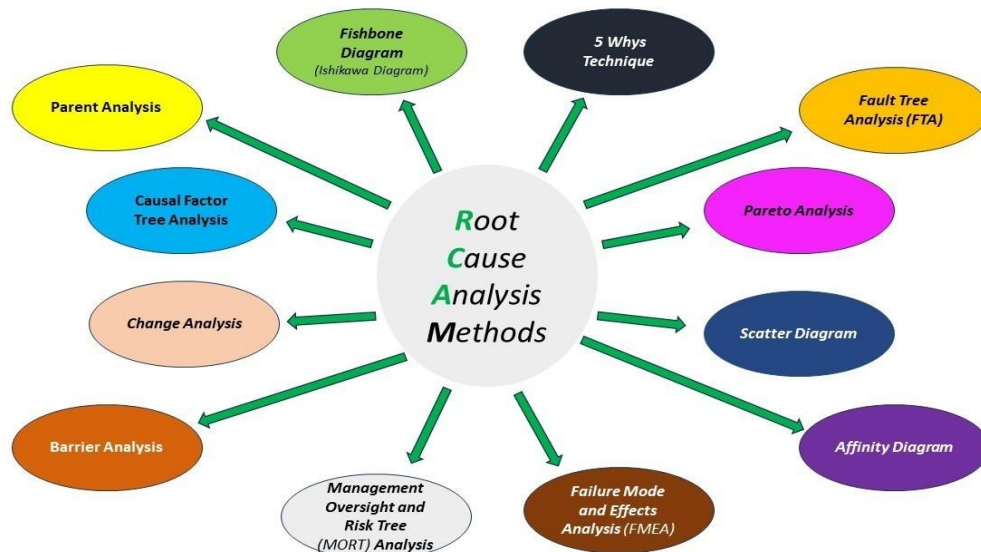 Fishbone
Diagram
(Ishikawa Diagram)
5 Whys
Technique
Parent Analysis
Fault Tree
Analysis (FTA)
Causal Factor
Tree Analysis
Pareto Analysis
Root
Cause
Analysis
Methods
Change Analysis
Scatter Diagram
Barrier Analysis
Affinity Diagram
Management
Oversight and
Risk Tree
(MORT) Analysis
Failure Mode
and Effects
Analysis (FMEA)